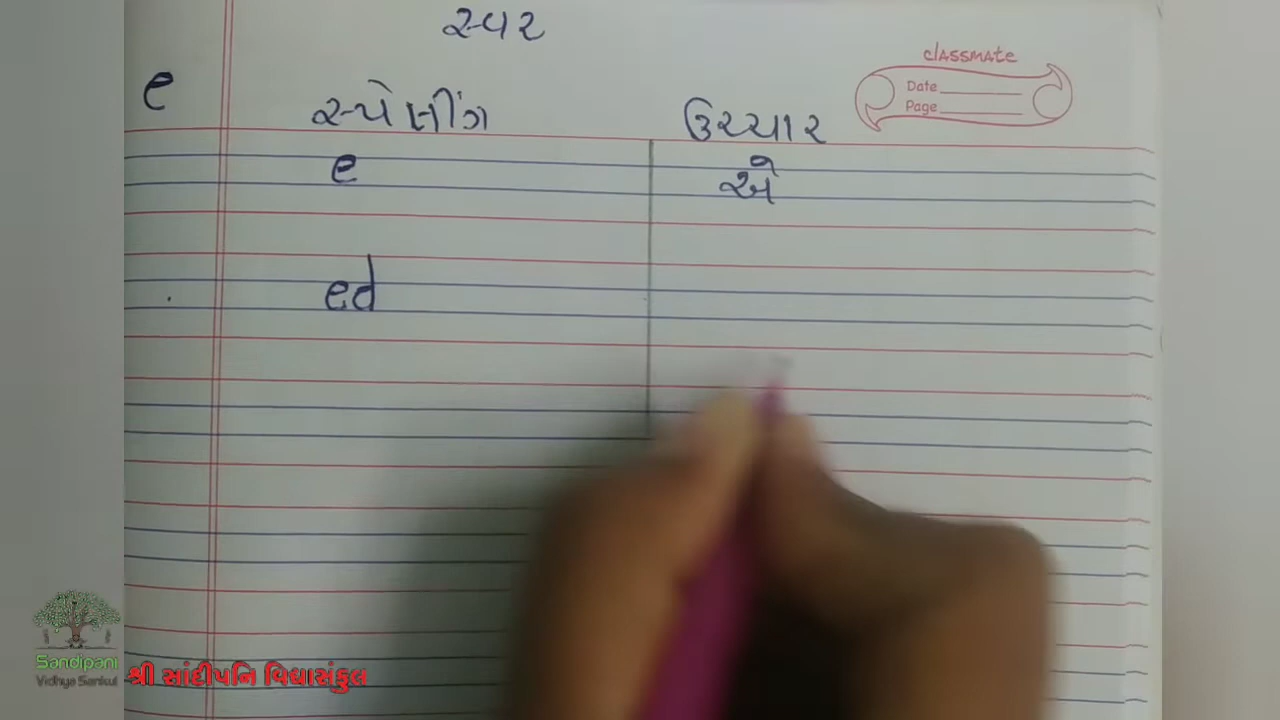 સ્વર
classmate
e
સ્પેલીંગ
ઉચ્ચાર
Date
Page
e
એ
ed
Sandipani
Vidhya Sankul
શ્રી સાંદીપનિ વિદ્યાસંકુલ